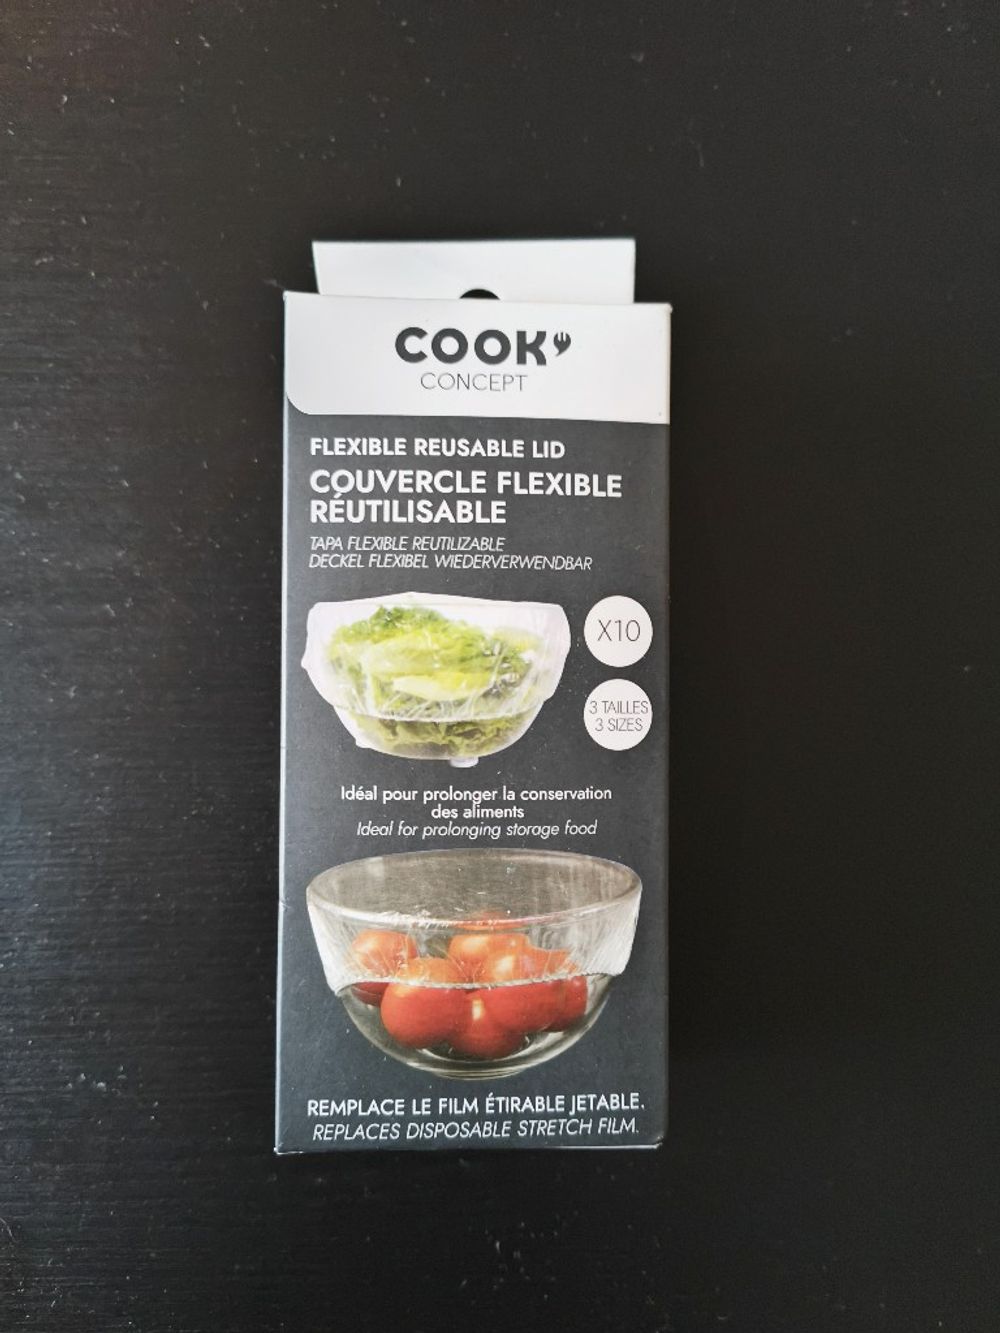 COOK
CONCEPT
FLEXIBLE REUSABLE LID
COUVERCLE FLEXIBLE
RÉUTILISABLE
TAPA FLEXIBLE REUTILIZABLE
DECKEL FLEXIBEL WIEDERVERWENDBAR
X10
3 TAILLES
3 SIZES
Idéal pour prolonger la conservation
des aliments
Ideal for prolonging storage food
REMPLACE LE FILM ÉTIRABLE JETABLE.
REPLACES DISPOSABLE STRETCH FILM.